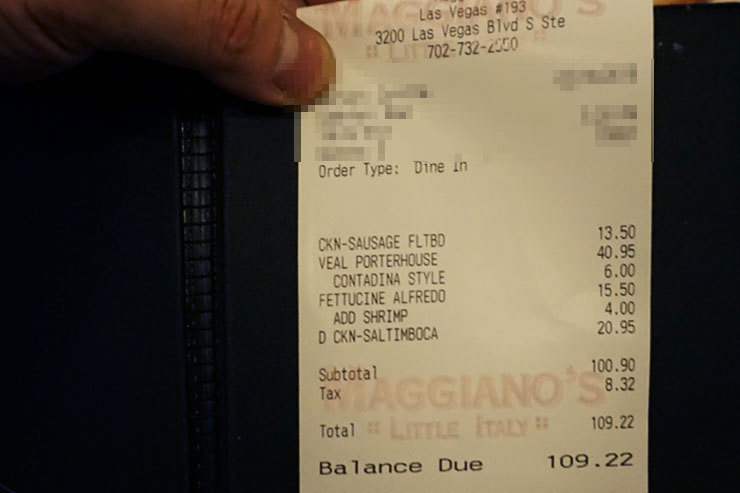 MAGGIANO'S
Las Vegas #193
3200 Las Vegas Blvd S Ste
702-732-2550
Order Type: Dine In
CKN-SAUSAGE FLTBD 13.50
VEAL PORTERHOUSE 40.95
CONTADINA STYLE 6.00
FETTUCINE ALFREDO 15.50
ADD SHRIMP 4.00
D CKN-SALTIMBOCA 20.95
Subtotal 100.90
Tax 8.32
MAGGIANO'S
LITTLE ITALY
Total 109.22
Balance Due 109.22